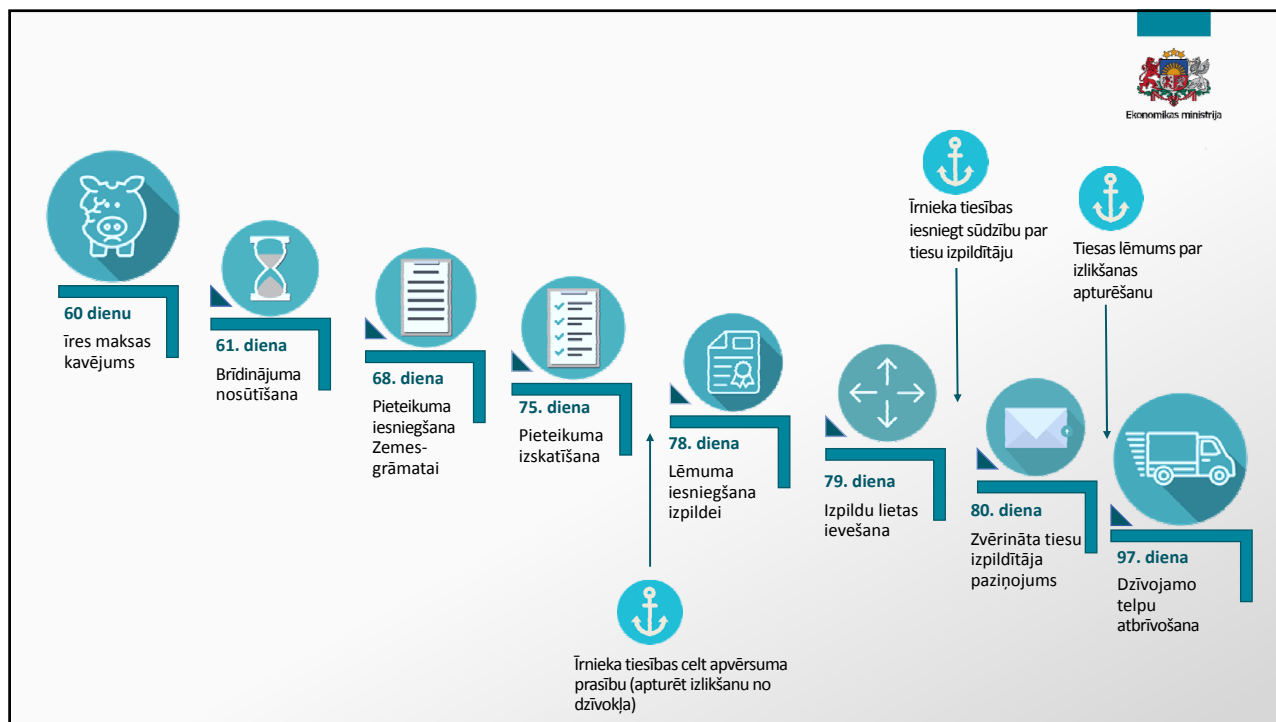 Ekonomikas ministrija
60 dienu
īres maksas
kavējums
61. diena
Brīdinājuma
nosūtīšana
68. diena
Pieteikuma
iesniegšana
Zemes-
grāmatai
75. diena
Pieteikuma
izskatīšana
Īrnieka tiesības celt apvērsuma
prasību (apturēt izlikšanu no
dzīvokļa)
78. diena
Lēmuma
iesniegšana
izpildei
79. diena
Izpildu lietas
ievešana
Īrnieka tiesības
iesniegt sūdzību par
tiesu izpildītāju
80. diena
Zvērināta tiesu
izpildītāja
paziņojums
Tiesas lēmums par
izlikšanas
apturēšanu
97. diena
Dzīvojamo
telpu
atbrīvošana